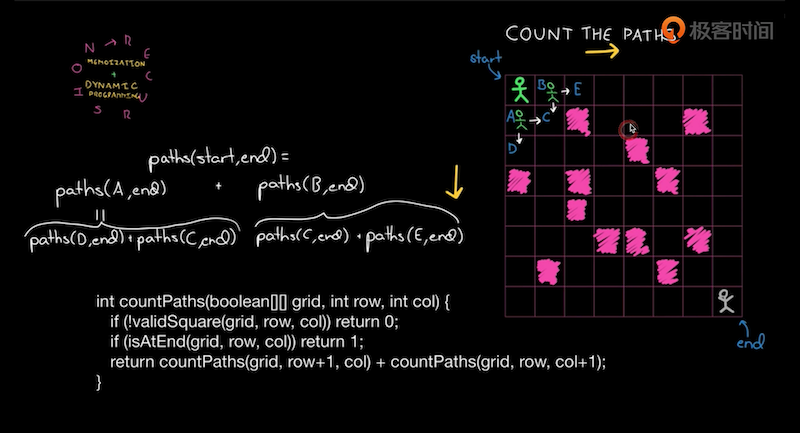 COUNT THE PATHS
极客时间
start
RECURSION
MEMOIZATION
+
DYNAMIC
PROGRAMMING
B E
A C
D
paths(start,end) =
paths(A,end) + paths(B,end)
paths(D,end) + paths(C,end) paths(C,end) + paths(E,end)
int countPaths(boolean[][] grid, int row, int col) {
if (!validSquare(grid, row, col)) return 0;
if (isAtEnd(grid, row, col)) return 1;
return countPaths(grid, row+1, col) + countPaths(grid, row, col+1);
}
end